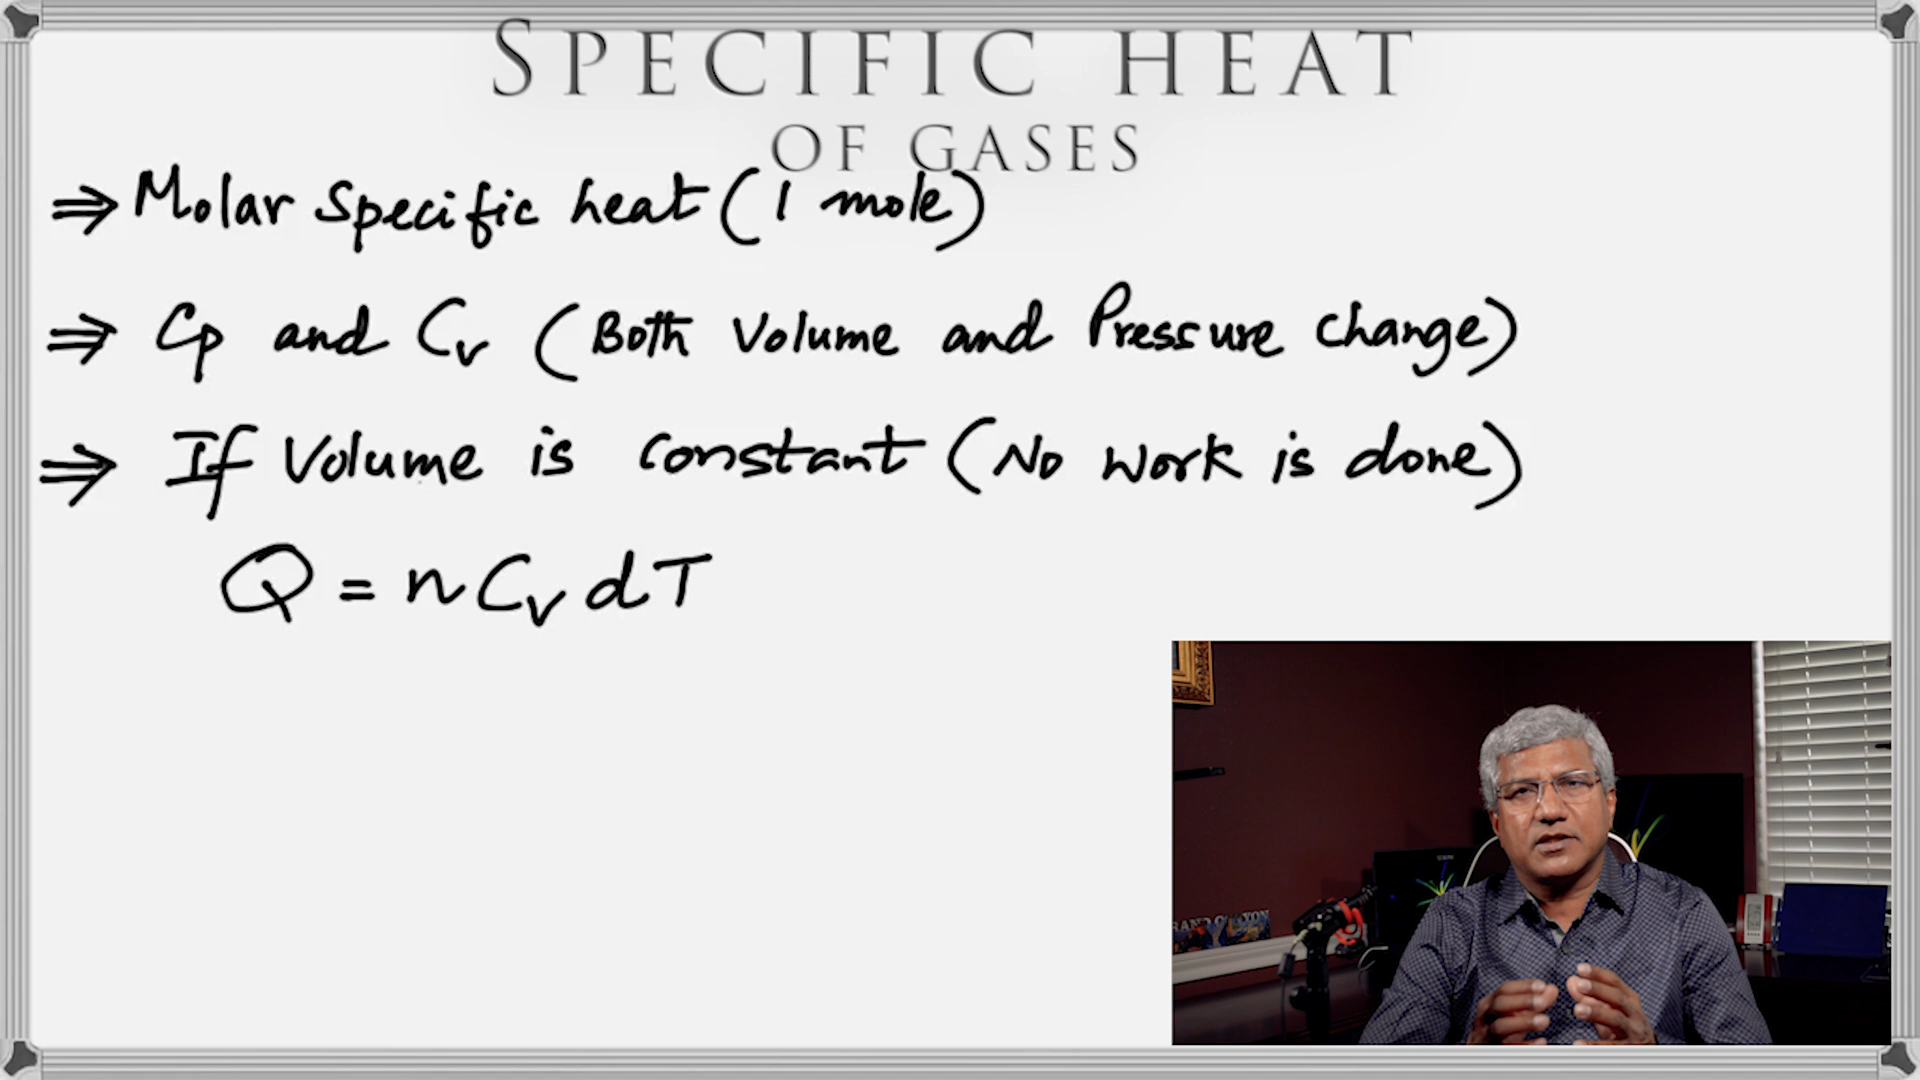 SPECIFIC HEAT
OF GASES
⇒ Molar Specific heat (1 mole)
⇒ Cp and Cv (Both Volume and Pressure change)
⇒ If Volume is constant (No work is done)
Q = n Cv dT